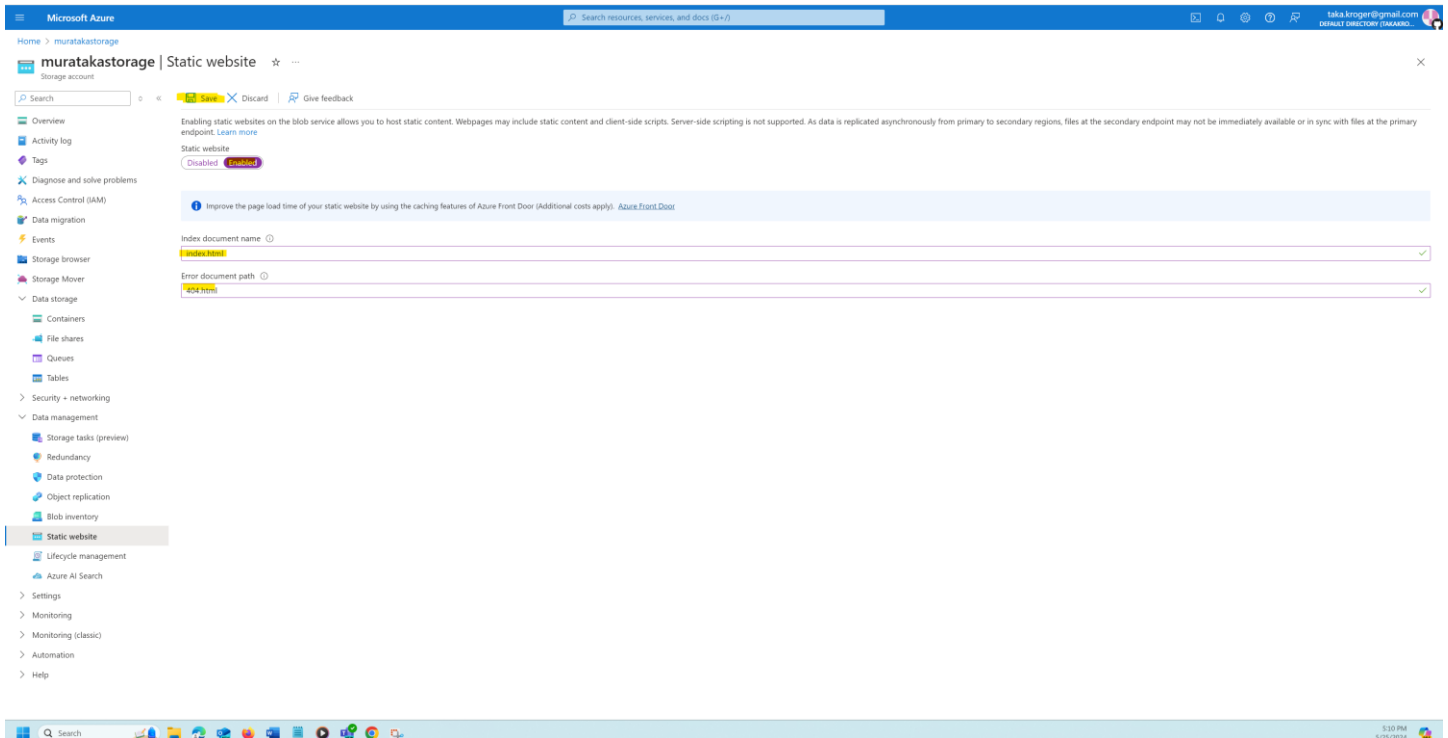 Microsoft Azure
Search resources, services, and docs (G+/)
taka.kroger@gmail.com
DEFAULT DIRECTORY (TAKAKRO...
Home > muratakastorage
muratakastorage | Static website
Storage account
Search
Save Discard Give feedback
Overview
Activity log
Tags
Diagnose and solve problems
Access Control (IAM)
Data migration
Events
Storage browser
Storage Mover
Data storage
Containers
File shares
Queues
Tables
Security + networking
Data management
Storage tasks (preview)
Redundancy
Data protection
Object replication
Blob inventory
Static website
Lifecycle management
Azure AI Search
Settings
Monitoring
Monitoring (classic)
Automation
Help
Enabling static websites on the blob service allows you to host static content. Webpages may include static content and client-side scripts. Server-side scripting is not supported. As data is replicated asynchronously from primary to secondary regions, files at the secondary endpoint may not be immediately available or in sync with files at the primary
endpoint. Learn more
Static website
Disabled Enabled
Improve the page load time of your static website by using the caching features of Azure Front Door (Additional costs apply). Azure Front Door
Index document name
index.html
Error document path
404.html
Search
5:10 PM
5/25/2024